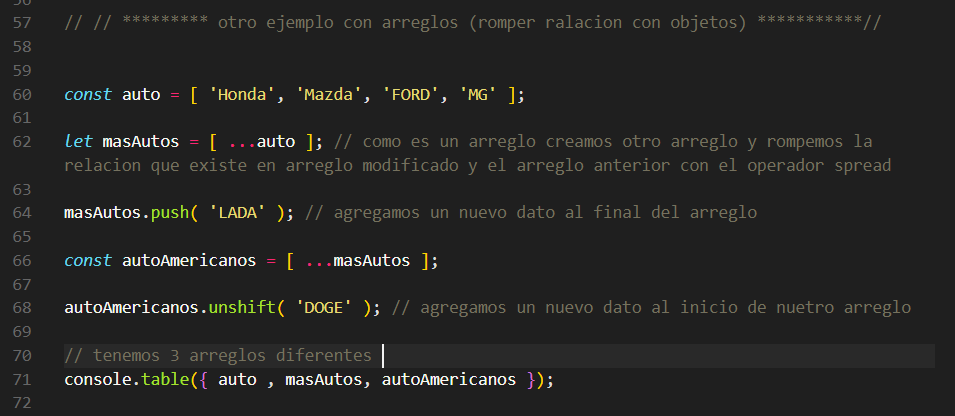 56
57 // // ********* otro ejemplo con arreglos (romper ralacion con objetos) ***********//
58
59
60 const auto = [ 'Honda', 'Mazda', 'FORD', 'MG' ];
61
62 let masAutos = [ ...auto ]; // como es un arreglo creamos otro arreglo y rompemos la
relacion que existe en arreglo modificado y el arreglo anterior con el operador spread
63
64 masAutos.push( 'LADA' ); // agregamos un nuevo dato al final del arreglo
65
66 const autoAmericanos = [ ...masAutos ];
67
68 autoAmericanos.unshift( 'DOGE' ); // agregamos un nuevo dato al inicio de nuetro arreglo
69
70 // tenemos 3 arreglos diferentes
71 console.table({ auto , masAutos, autoAmericanos });
72